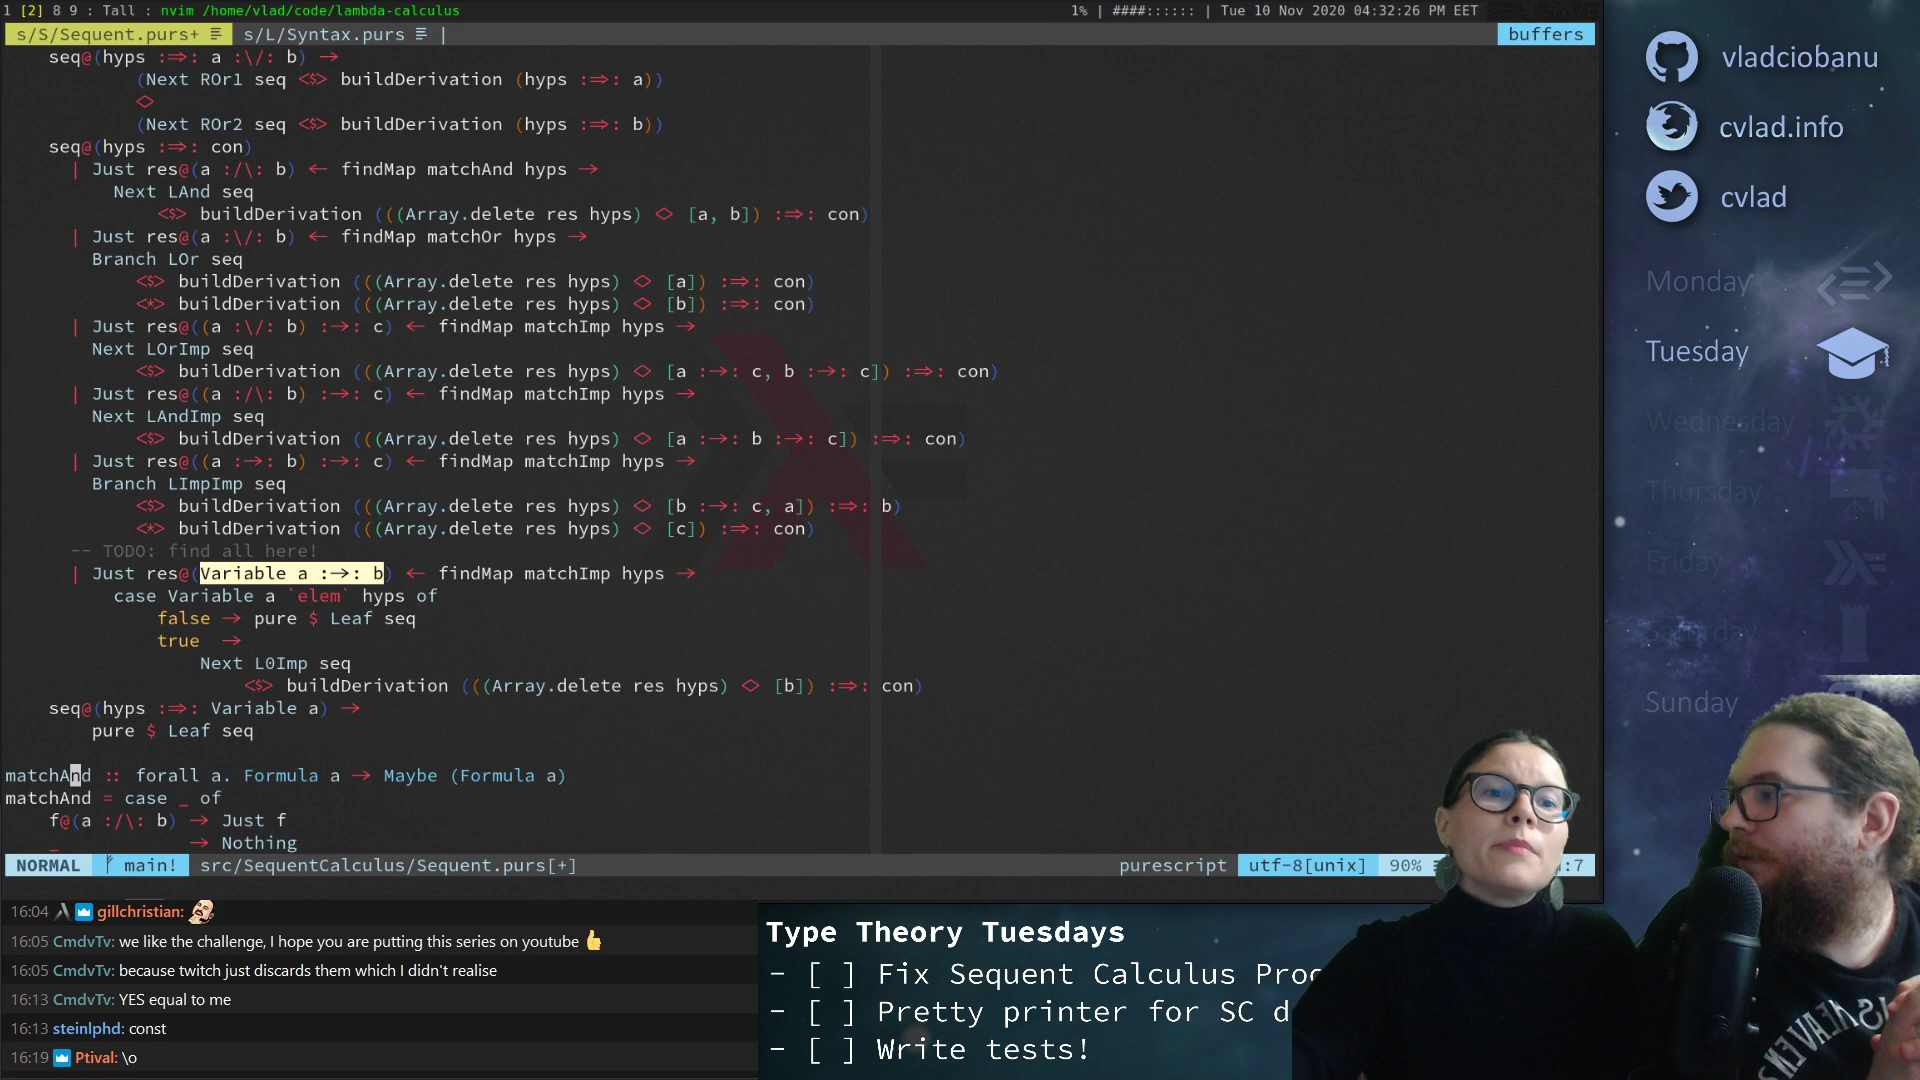 1 [2] 8 9 : Tall : nvim /home/vlad/code/lambda-calculus
1% | ####:::::: | Tue 10 Nov 2020 04:32:26 PM EET
s/S/Sequent.purs+ s/L/Syntax.purs |
buffers
seq@(hyps :⇒: a :\/: b) →
(Next ROr1 seq <$> buildDerivation (hyps :⇒: a))
<>
(Next ROr2 seq <$> buildDerivation (hyps :⇒: b))
seq@(hyps :⇒: con)
| Just res@(a :/\: b) ← findMap matchAnd hyps →
Next LAnd seq
<$> buildDerivation (((Array.delete res hyps) <> [a, b]) :⇒: con)
| Just res@(a :\/: b) ← findMap matchOr hyps →
Branch LOr seq
<$> buildDerivation (((Array.delete res hyps) <> [a]) :⇒: con)
<*> buildDerivation (((Array.delete res hyps) <> [b]) :⇒: con)
| Just res@((a :\/: b) :→: c) ← findMap matchImp hyps →
Next LOrImp seq
<$> buildDerivation (((Array.delete res hyps) <> [a :→: c, b :→: c]) :⇒: con)
| Just res@((a :/\: b) :→: c) ← findMap matchImp hyps →
Next LAndImp seq
<$> buildDerivation (((Array.delete res hyps) <> [a :→: b :→: c]) :⇒: con)
| Just res@((a :→: b) :→: c) ← findMap matchImp hyps →
Branch LImpImp seq
<$> buildDerivation (((Array.delete res hyps) <> [b :→: c, a]) :⇒: b)
<*> buildDerivation (((Array.delete res hyps) <> [c]) :⇒: con)
-- TODO: find all here!
| Just res@(Variable a :→: b) ← findMap matchImp hyps →
case Variable a `elem` hyps of
false → pure $ Leaf seq
true →
Next L0Imp seq
<$> buildDerivation (((Array.delete res hyps) <> [b]) :⇒: con)
seq@(hyps :⇒: Variable a) →
pure $ Leaf seq
matchAnd :: forall a. Formula a → Maybe (Formula a)
matchAnd = case _ of
f@(a :/\: b) → Just f
_ → Nothing
NORMAL main! src/SequentCalculus/Sequent.purs[+]
purescript utf-8[unix] 90% :7
16:04 gillchristian:
16:05 CmdvTv: we like the challenge, I hope you are putting this series on youtube
16:05 CmdvTv: because twitch just discards them which I didn't realise
16:13 CmdvTv: YES equal to me
16:13 steinlphd: const
16:19 Ptival: \o
Type Theory Tuesdays
- [ ] Fix Sequent Calculus
- [ ] Pretty printer for SC
- [ ] Write tests!
vladciobanu
cvlad.info
cvlad
Monday
Tuesday
Wednesday
Thursday
Friday
Saturday
Sunday